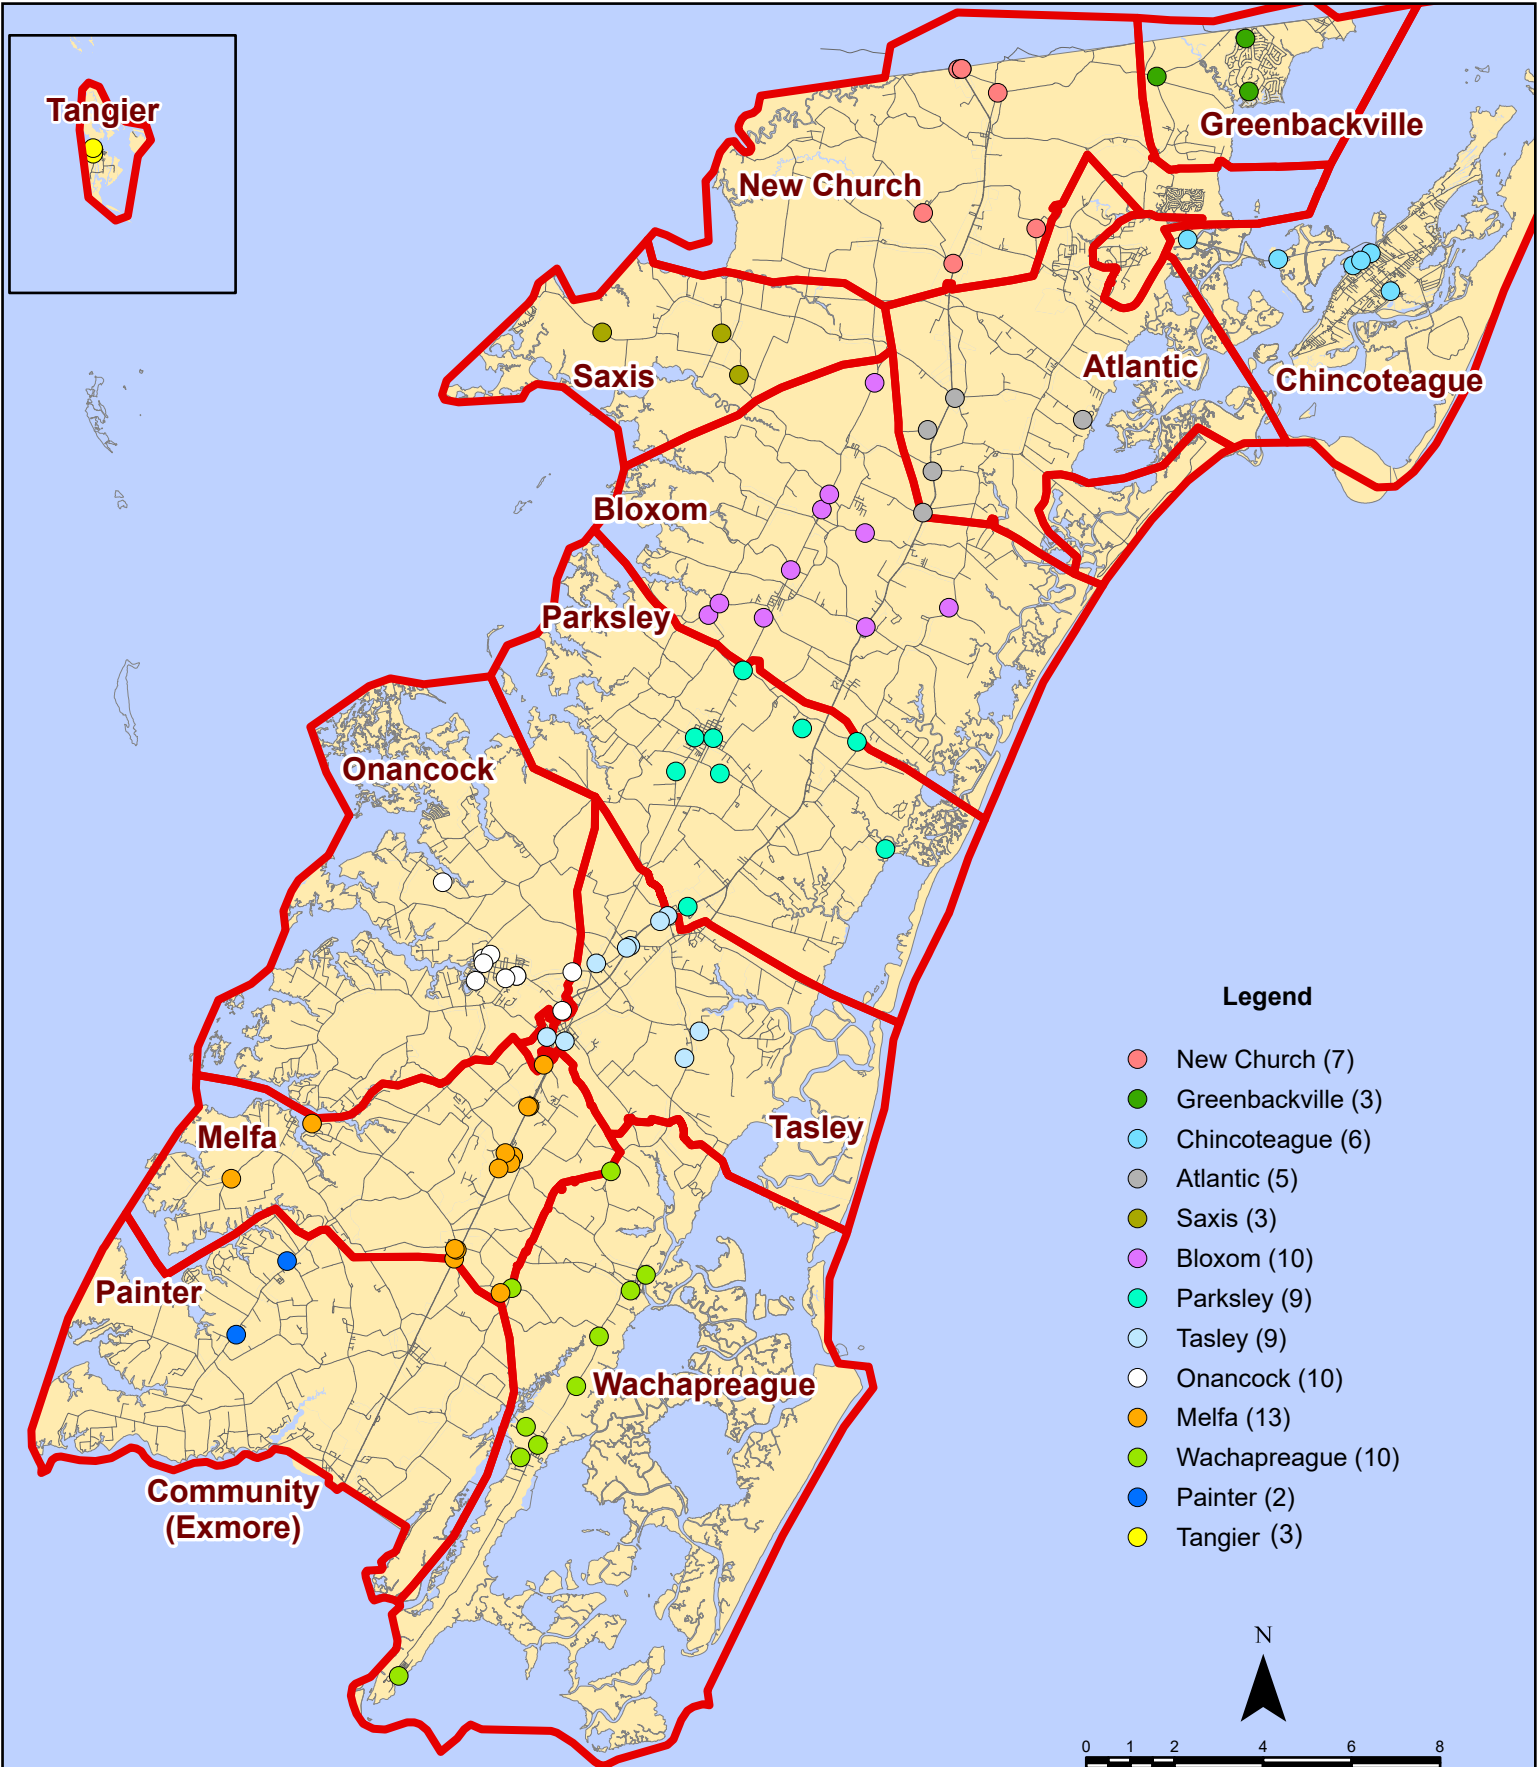 Tangier
Greenbackville
New Church
Saxis
Atlantic
Chincoteague
Bloxom
Parksley
Onancock
Tasley
Melfa
Painter
Wachapreague
Community
(Exmore)
Legend
New Church (7)
Greenbackville (3)
Chincoteague (6)
Atlantic (5)
Saxis (3)
Bloxom (10)
Parksley (9)
Tasley (9)
Onancock (10)
Melfa (13)
Wachapreague (10)
Painter (2)
Tangier (3)
N
0 1 2 4 6 8